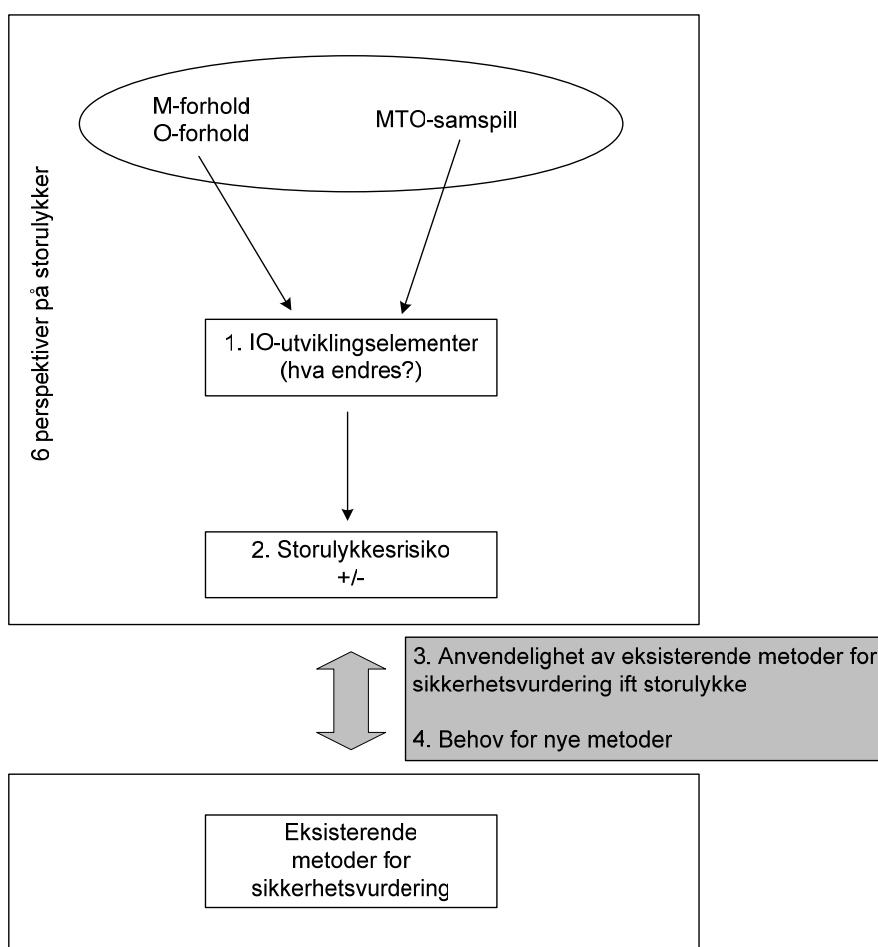 6 perspektiver på storulykker
M-forhold
O-forhold
MTO-samspill
1. IO-utviklingselementer
(hva endres?)
2. Storulykkesrisiko
+/-
3. Anvendelighet av eksisterende metoder for
sikkerhetsvurdering ift storulykke
4. Behov for nye metoder
Eksisterende
metoder for
sikkerhetsvurdering